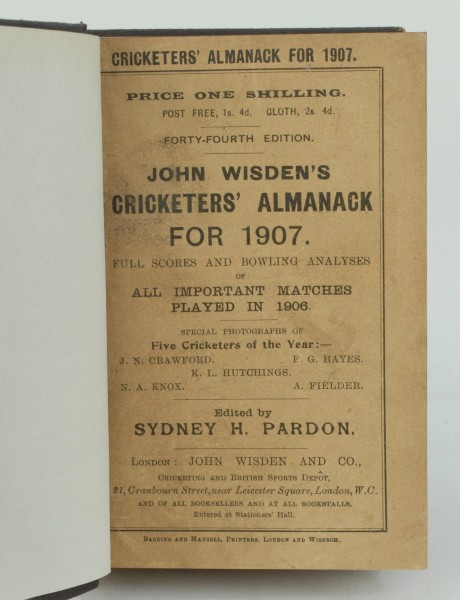 CRICKETERS' ALMANACK FOR 1907.
PRICE ONE SHILLING.
POST FREE, 1s. 4d. CLOTH, 2s. 4d.
FORTY-FOURTH EDITION.
JOHN WISDEN'S
CRICKETERS' ALMANACK
FOR 1907.
FULL SCORES AND BOWLING ANALYSES
OF
ALL IMPORTANT MATCHES
PLAYED IN 1906.
SPECIAL PHOTOGRAPHS OF
Five Cricketers of the Year:—
J. N. CRAWFORD. E. G. HAYES.
K. L. HUTCHINGS.
N. A. KNOX. A. FIELDER.
Edited by
SYDNEY H. PARDON.
LONDON: JOHN WISDEN AND CO.,
CRICKETING AND BRITISH SPORTS DEPÔT,
21, Cranbourn Street, near Leicester Square, London, W.C.
AND OF ALL BOOKSELLERS AND AT ALL BOOKSTALLS.
Entered at Stationers' Hall.
BALDING AND MANSELL, PRINTERS, LONDON AND WISBECH.